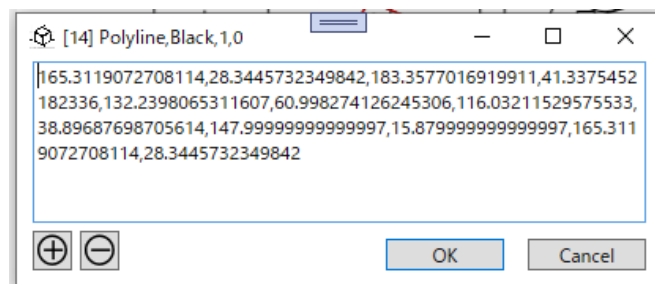 [14] Polyline,Black,1,0
165.3119072708114,28.3445732349842,183.3577016919911,41.3375452
182336,132.2398065311607,60.998274126245306,116.03211529575533,
38.89687698705614,147.99999999999997,15.879999999999997,165.311
9072708114,28.3445732349842
OK Cancel